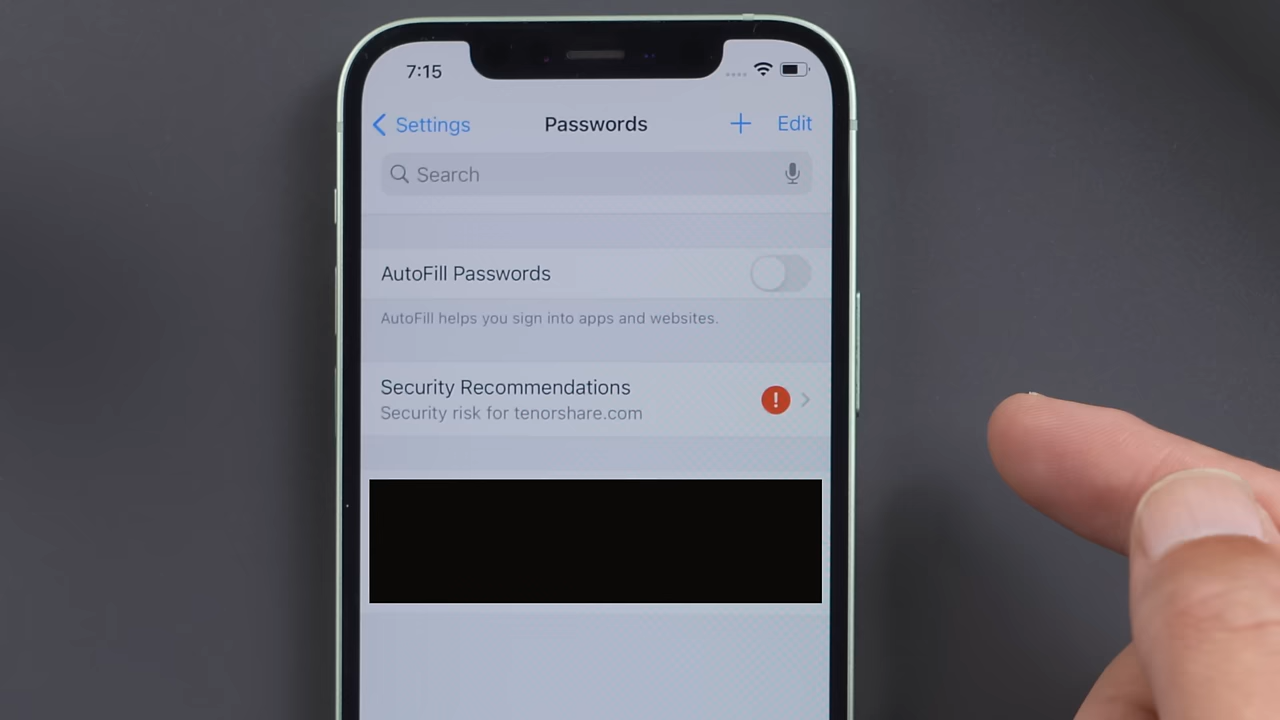 7:15
Settings
Passwords
Edit
Search
AutoFill Passwords
AutoFill helps you sign into apps and websites.
Security Recommendations
Security risk for tenorshare.com